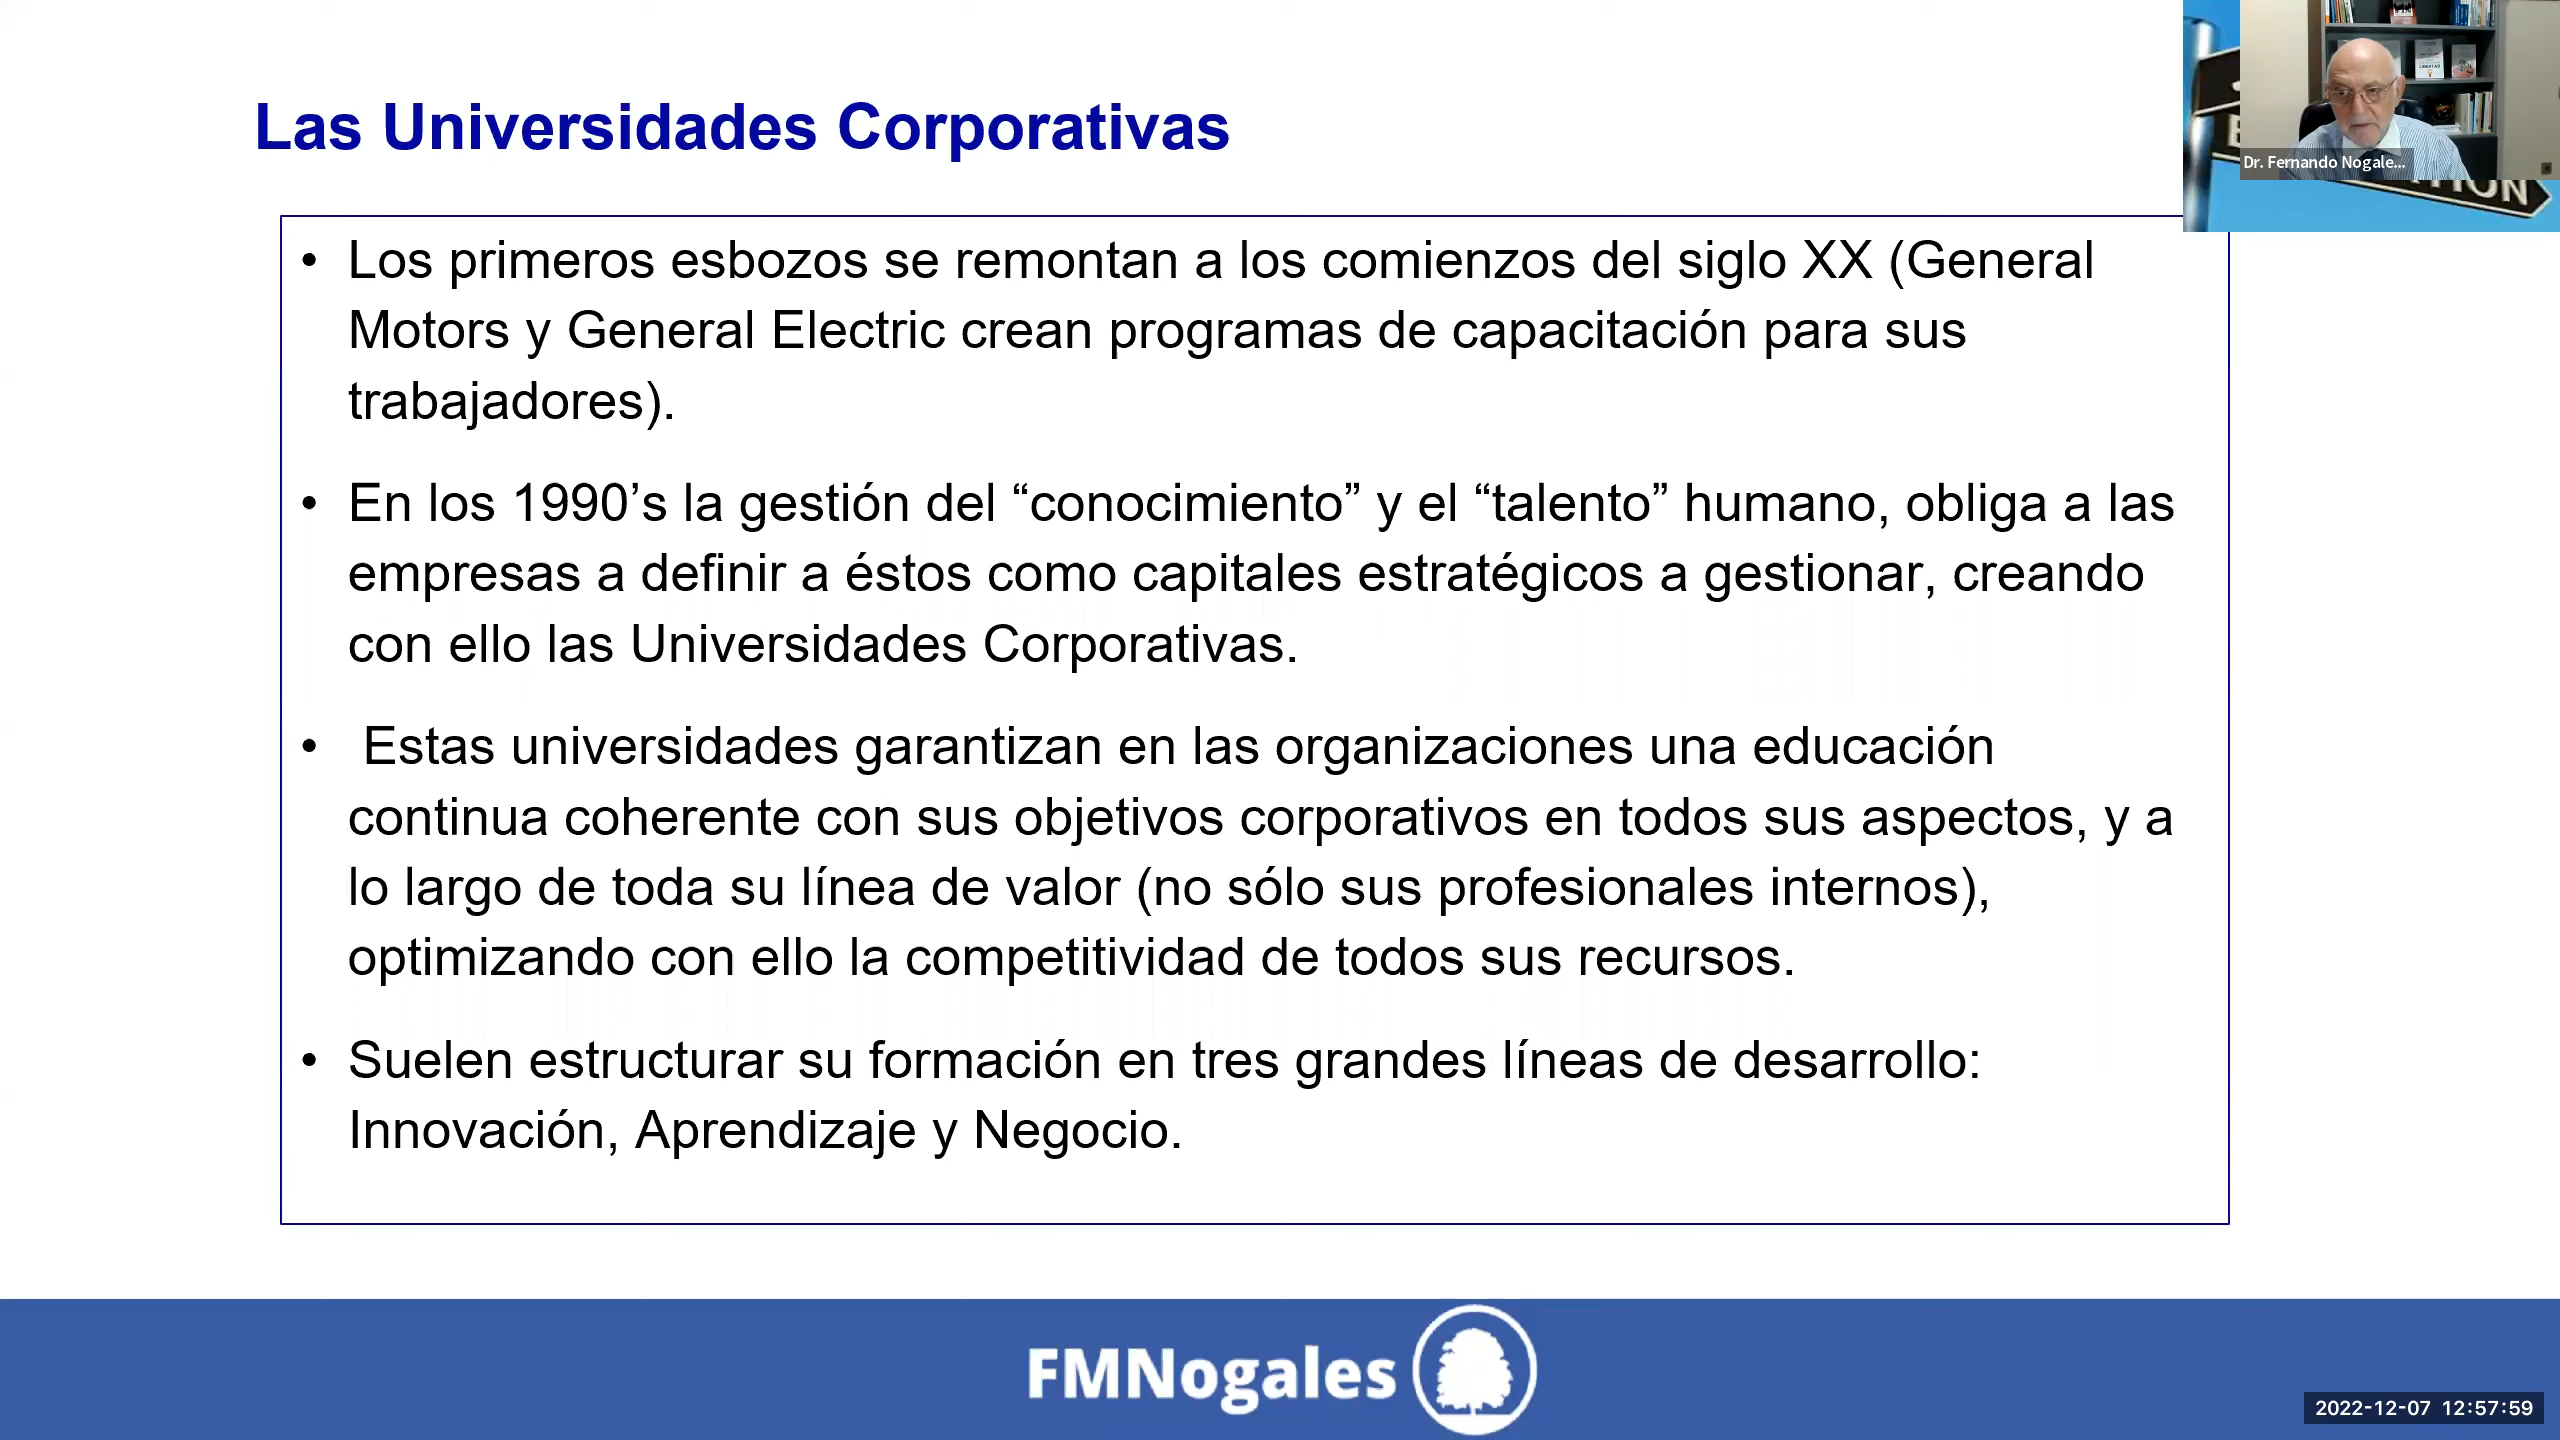 Las Universidades Corporativas
Dr. Fernando Nogale...
• Los primeros esbozos se remontan a los comienzos del siglo XX (General
Motors y General Electric crean programas de capacitación para sus
trabajadores).
• En los 1990’s la gestión del “conocimiento” y el “talento” humano, obliga a las
empresas a definir a éstos como capitales estratégicos a gestionar, creando
con ello las Universidades Corporativas.
• Estas universidades garantizan en las organizaciones una educación
continua coherente con sus objetivos corporativos en todos sus aspectos, y a
lo largo de toda su línea de valor (no sólo sus profesionales internos),
optimizando con ello la competitividad de todos sus recursos.
• Suelen estructurar su formación en tres grandes líneas de desarrollo:
Innovación, Aprendizaje y Negocio.
FMNogales
2022-12-07 12:57:59